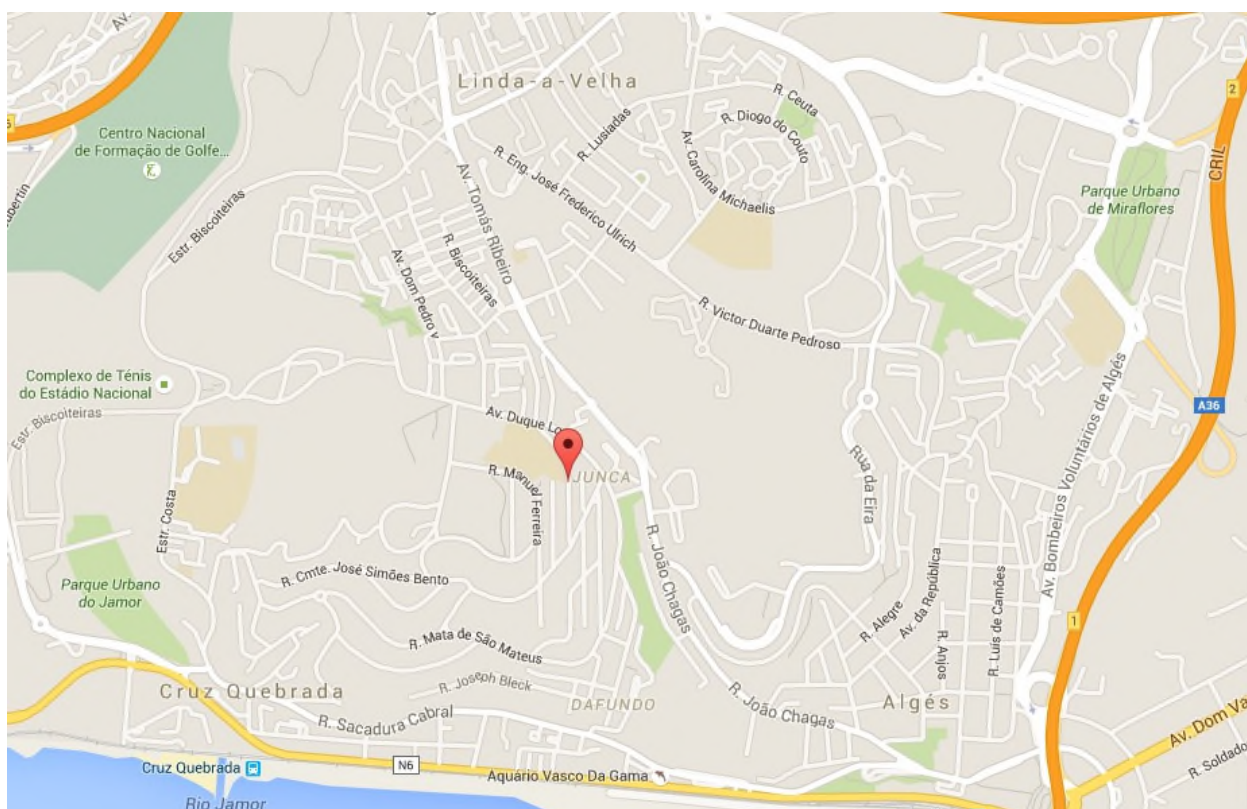 Linda-a-Velha
Centro Nacional
de Formação de Golfe...
R. Ceuta
R. Diogo do Couto
R. Lusiadas
Av. Carolina Michaelis
R. Eng. José Frederico Ulrich
Av. Tomás Ribeiro
2
CRIL
Parque Urbano
de Miraflores
Estr. Biscoiteiras
R. Biscoiteiras
Av. Dom Pedro V
R. Victor Duarte Pedroso
Complexo de Ténis
do Estádio Nacional
Estr. Biscoiteiras
Av. Duque Lo
A36
Av. Bombeiros Voluntários de Algés
JUNCA
R. Manuel Ferreira
Rua da Eira
Estr. Costa
R. João Chagas
R. Cmte. José Simões Bento
Parque Urbano
do Jamor
Av. da República
R. Luís de Camões
R. Alegre
R. Anjos
1
R. Mata de São Mateus
R. Joseph Bleck
Cruz Quebrada
DAFUNDO
R. João Chagas
Algés
R. Sacadura Cabral
Av. Dom Va
R. Soldado
Cruz Quebrada
N6
Aquário Vasco Da Gama
Rio Jamor